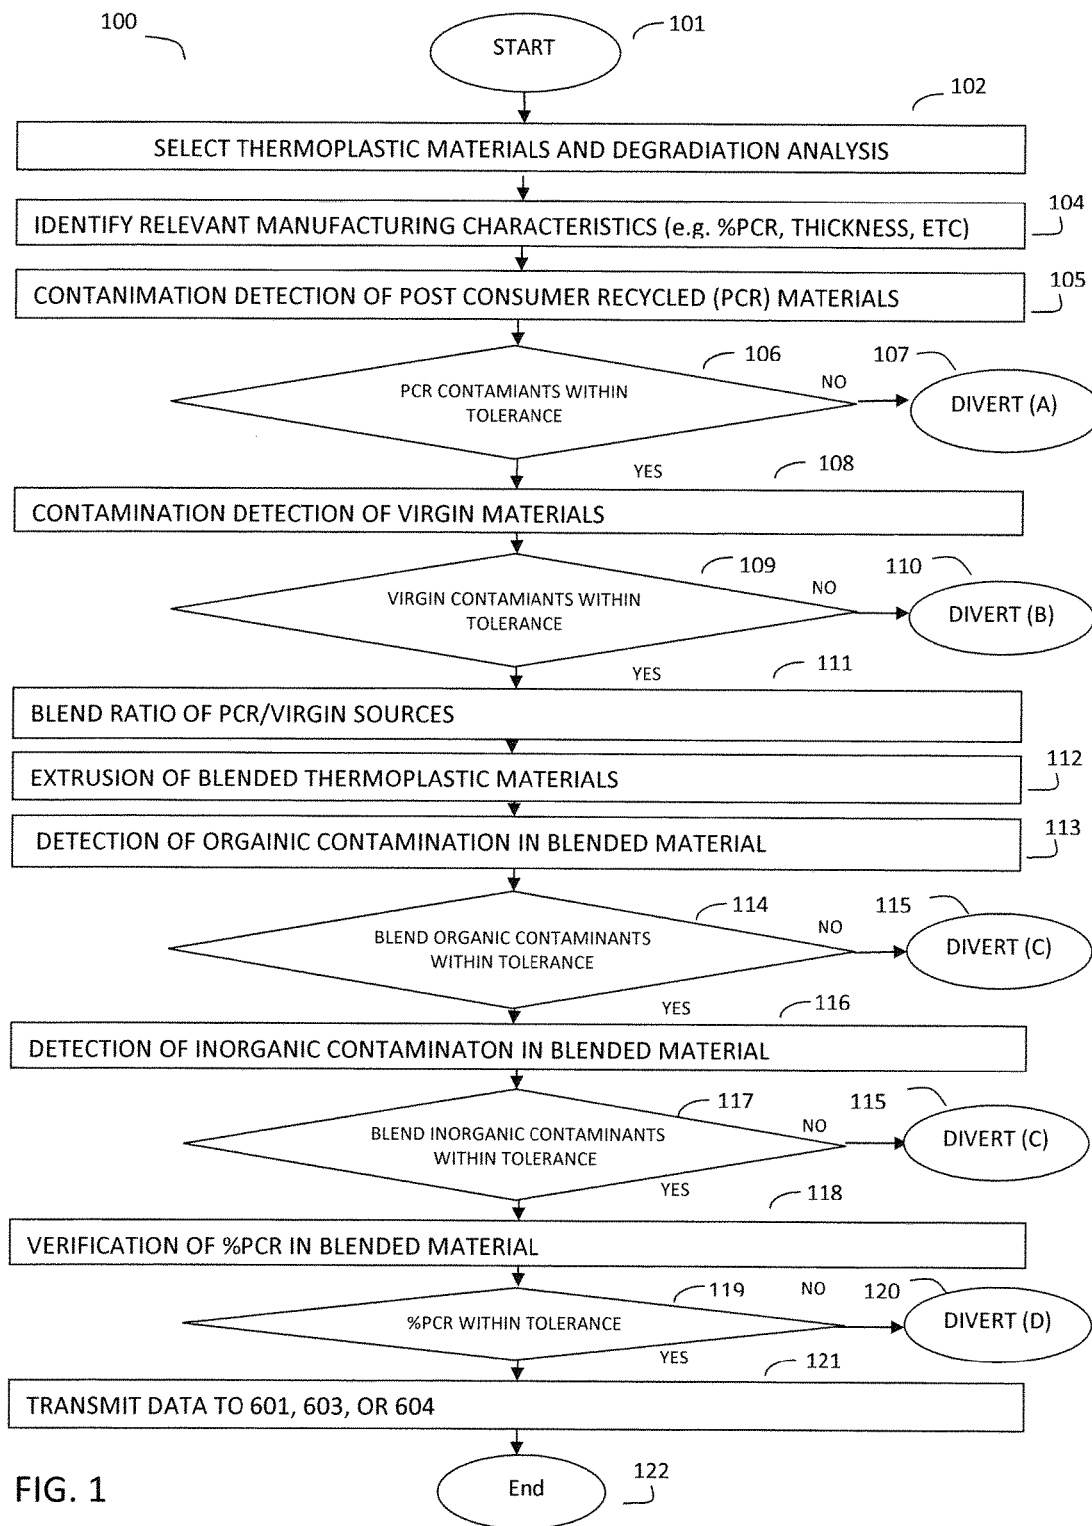 100
START
101
102
SELECT THERMOPLASTIC MATERIALS AND DEGRADIATION ANALYSIS
104
IDENTIFY RELEVANT MANUFACTURING CHARACTERISTICS (e.g. %PCR, THICKNESS, ETC)
CONTANIMATION DETECTION OF POST CONSUMER RECYCLED (PCR) MATERIALS
105
106
107
PCR CONTAMIANTS WITHIN
TOLERANCE
NO
DIVERT (A)
YES
108
CONTAMINATION DETECTION OF VIRGIN MATERIALS
109
110
VIRGIN CONTAMIANTS WITHIN
TOLERANCE
NO
DIVERT (B)
YES
111
BLEND RATIO OF PCR/VIRGIN SOURCES
EXTRUSION OF BLENDED THERMOPLASTIC MATERIALS
112
DETECTION OF ORGAINIC CONTAMINATION IN BLENDED MATERIAL
113
114
115
BLEND ORGANIC CONTAMINANTS
WITHIN TOLERANCE
NO
DIVERT (C)
YES
116
DETECTION OF INORGANIC CONTAMINATON IN BLENDED MATERIAL
117
115
BLEND INORGANIC CONTAMINANTS
WITHIN TOLERANCE
NO
DIVERT (C)
YES
118
VERIFICATION OF %PCR IN BLENDED MATERIAL
119
NO
120
%PCR WITHIN TOLERANCE
DIVERT (D)
YES
121
TRANSMIT DATA TO 601, 603, OR 604
End
122
FIG. 1